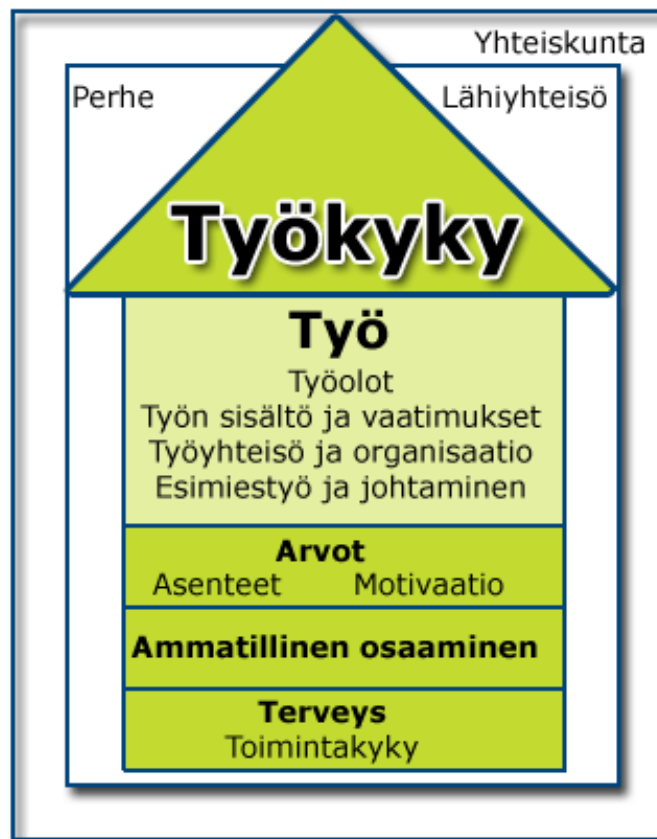 Yhteiskunta
Perhe
Lähiyhteisö
Työkyky
Työ
Työolot
Työn sisältö ja vaatimukset
Työyhteisö ja organisaatio
Esimiestyö ja johtaminen
Arvot
Asenteet Motivaatio
Ammatillinen osaaminen
Terveys
Toimintakyky